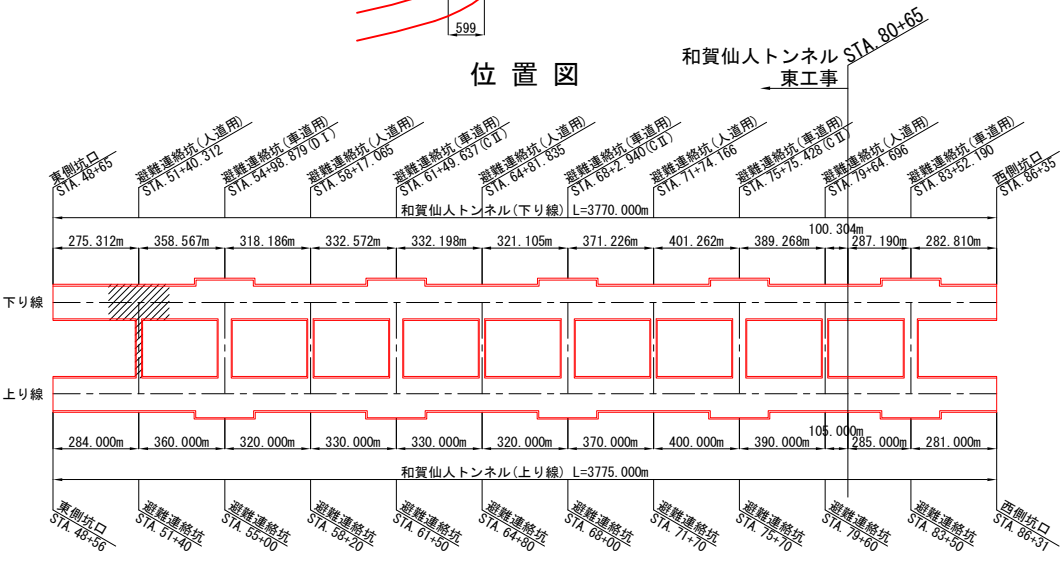 599
位置図
和賀仙人トンネル STA. 80+65
東工事
東側坑口
STA. 48+65
避難連絡坑(人道用)
STA. 51+40.312
避難連絡坑(車道用)
STA. 54+98.879(DⅠ)
避難連絡坑(人道用)
STA. 58+17.065
避難連絡坑(車道用)
STA. 61+49.637(CⅡ)
避難連絡坑(人道用)
STA. 64+81.835
避難連絡坑(車道用)
STA. 68+2.940(CⅡ)
避難連絡坑(人道用)
STA. 71+74.166
避難連絡坑(車道用)
STA. 75+75.428(CⅡ)
避難連絡坑(人道用)
STA. 79+64.696
避難連絡坑(車道用)
STA. 83+52.190
西側坑口
STA. 86+35
和賀仙人トンネル(下り線) L=3770.000m
100.304m
275.312m 358.567m 318.186m 332.572m 332.198m 321.105m 371.226m 401.262m 389.268m 287.190m 282.810m
下り線
上り線
105.000m
284.000m 360.000m 320.000m 330.000m 330.000m 320.000m 370.000m 400.000m 390.000m 285.000m 281.000m
和賀仙人トンネル(上り線) L=3775.000m
東側坑口
STA. 48+56
避難連絡坑
STA. 51+40
避難連絡坑
STA. 55+00
避難連絡坑
STA. 58+20
避難連絡坑
STA. 61+50
避難連絡坑
STA. 64+80
避難連絡坑
STA. 68+00
避難連絡坑
STA. 71+70
避難連絡坑
STA. 75+70
避難連絡坑
STA. 79+60
避難連絡坑
STA. 83+50
西側坑口
STA. 86+31